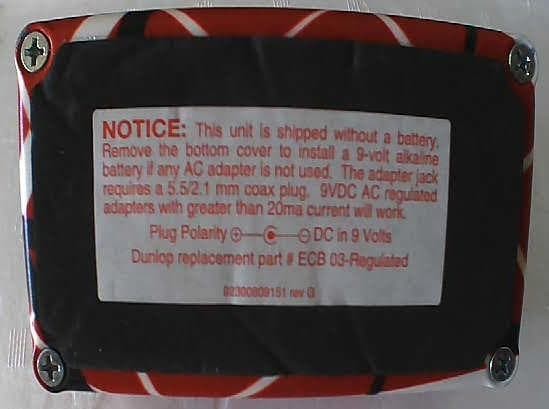 NOTICE: This unit is shipped without a battery.
Remove the bottom cover to install a 9-volt alkaline
battery if any AC adapter is not used. The adapter jack
requires a 5.5/2.1 mm coax plug. 9VDC AC regulated
adapters with greater than 20ma current will work.
Plug Polarity + - DC in 9 Volts
Dunlop replacement part # ECB 03-Regulated
92300809151 rev G